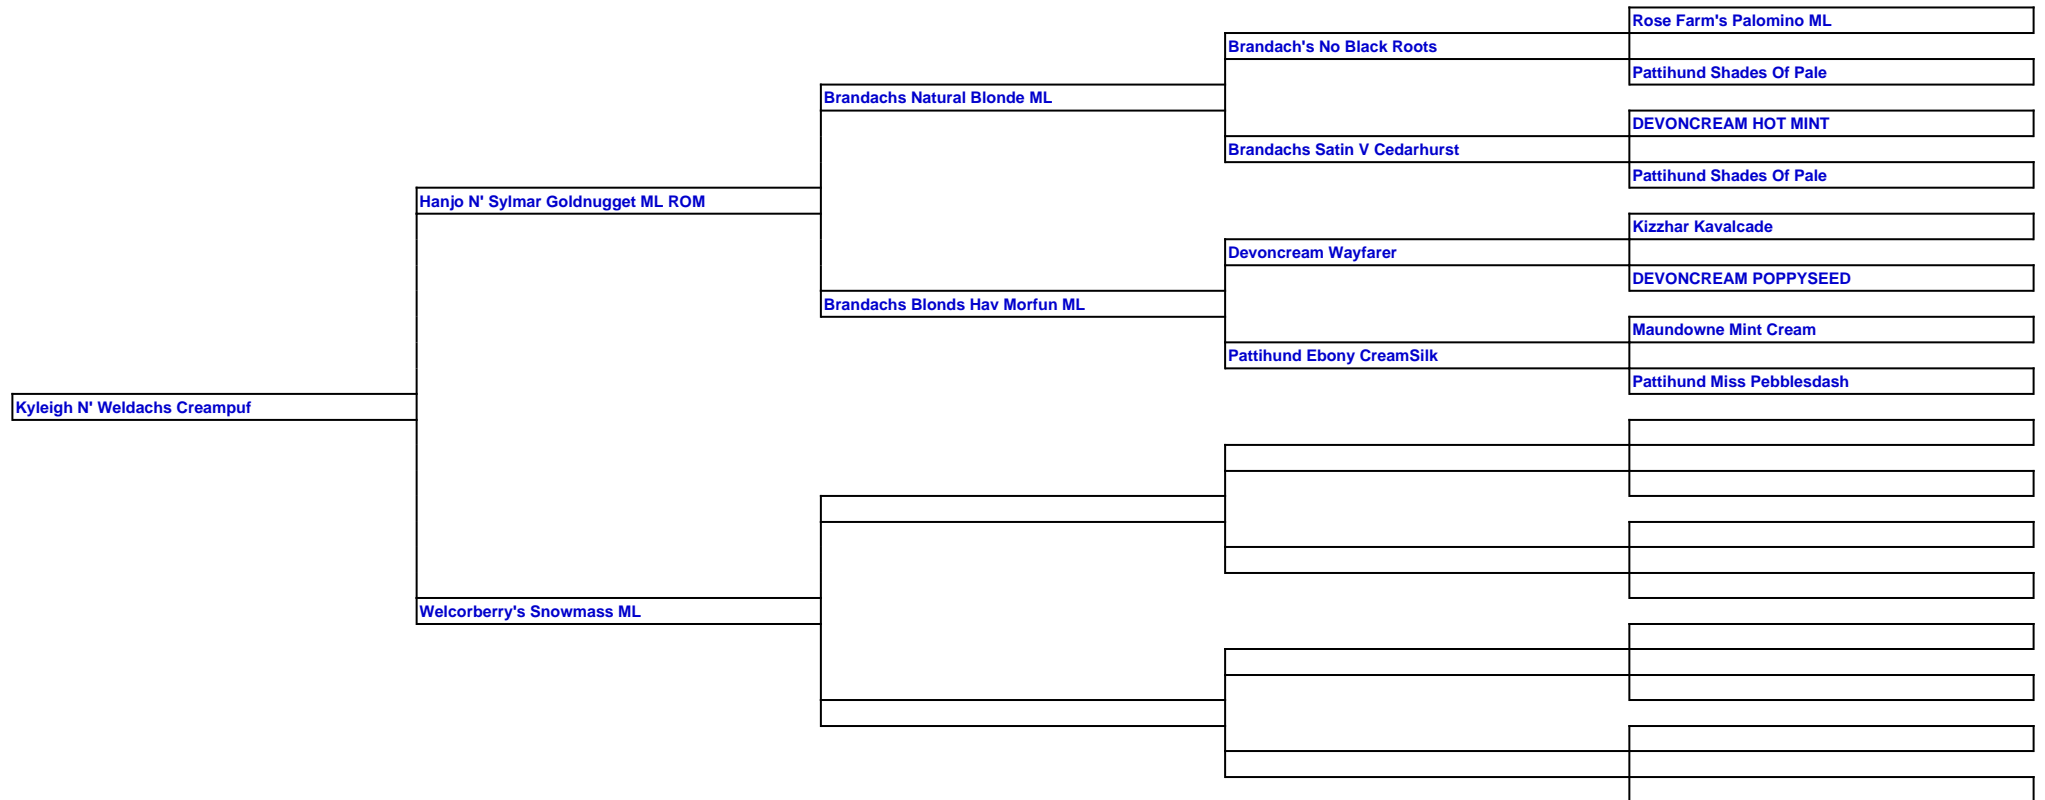 Rose Farm's Palomino ML
Brandach's No Black Roots
Pattihund Shades Of Pale
Brandachs Natural Blonde ML
DEVONCREAM HOT MINT
Brandachs Satin V Cedarhurst
Pattihund Shades Of Pale
Hanjo N' Sylmar Goldnugget ML ROM
Kizzhar Kavalcade
Devoncream Wayfarer
DEVONCREAM POPPYSEED
Brandachs Blonds Hav Morfun ML
Maundowne Mint Cream
Pattihund Ebony CreamSilk
Pattihund Miss Pebblesdash
Kyleigh N' Weldachs Creampuf
Welcorberry's Snowmass ML